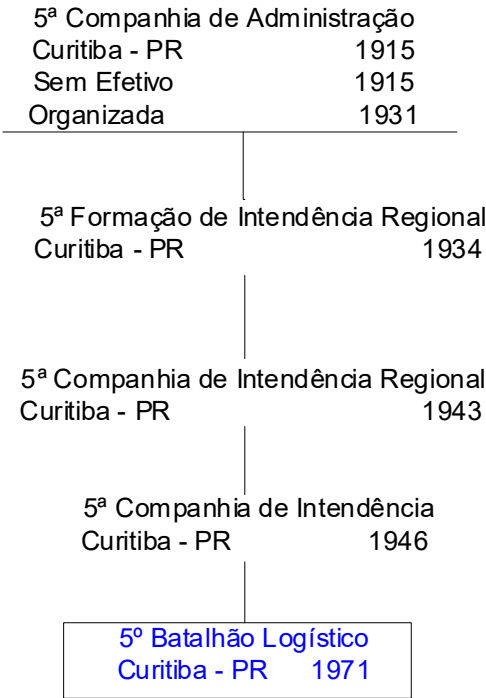 5ª Companhia de Administração
Curitiba - PR 1915
Sem Efetivo 1915
Organizada 1931
5ª Formação de Intendência Regional
Curitiba - PR 1934
5ª Companhia de Intendência Regional
Curitiba - PR 1943
5ª Companhia de Intendência
Curitiba - PR 1946
5º Batalhão Logístico
Curitiba - PR 1971